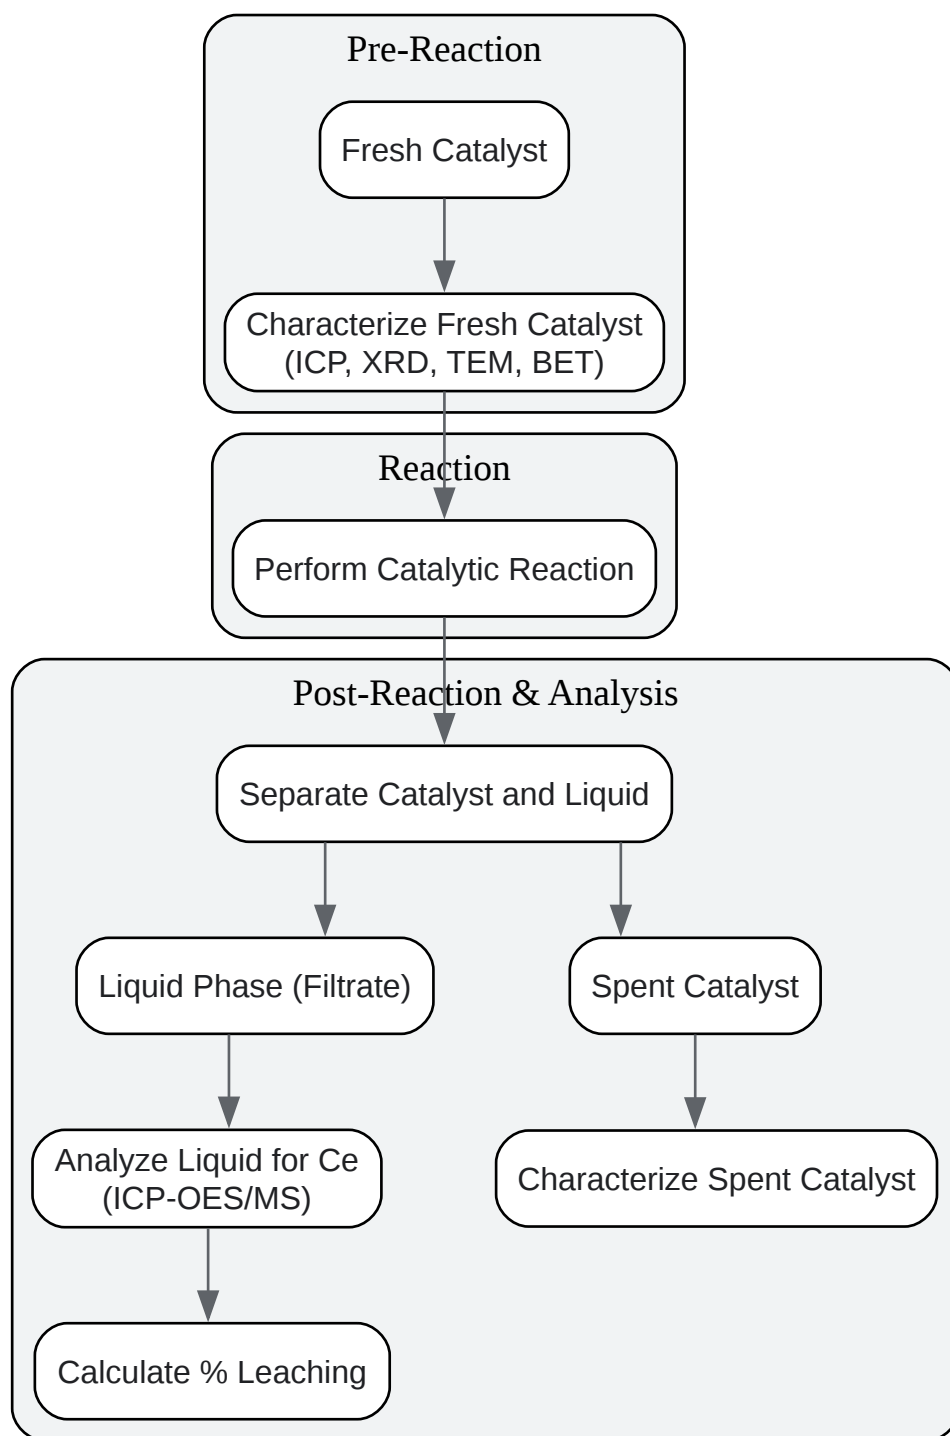 Pre-Reaction
Fresh Catalyst
Characterize Fresh Catalyst
(ICP, XRD, TEM, BET)
Reaction
Perform Catalytic Reaction
Post-Reaction & Analysis
Separate Catalyst and Liquid
Liquid Phase (Filtrate)
Spent Catalyst
Analyze Liquid for Ce
(ICP-OES/MS)
Characterize Spent Catalyst
Calculate % Leaching